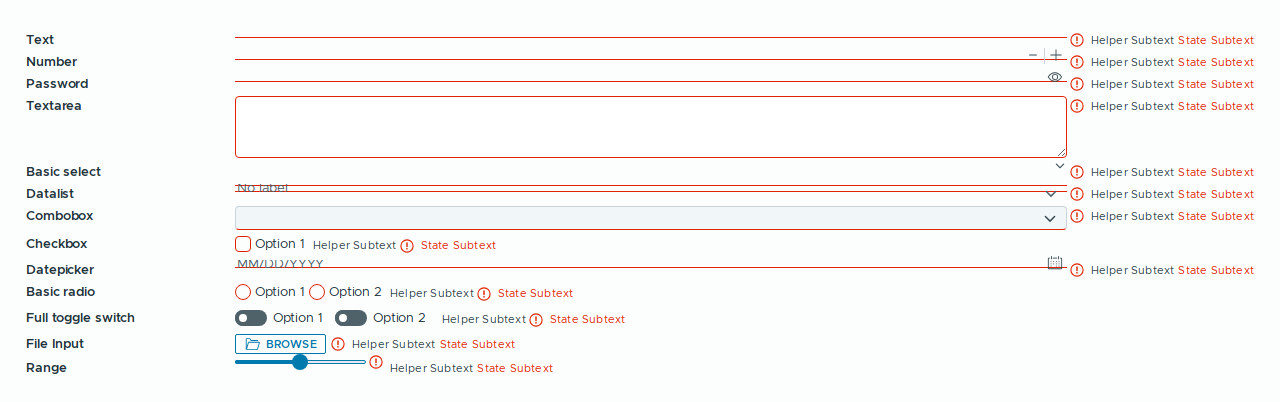 Text Helper Subtext State Subtext
Number Helper Subtext State Subtext
Password Helper Subtext State Subtext
Textarea Helper Subtext State Subtext
Basic select Helper Subtext State Subtext
No label
Datalist Helper Subtext State Subtext
Combobox Helper Subtext State Subtext
Checkbox Option 1 Helper Subtext State Subtext
MM/DD/YYYY
Datepicker Helper Subtext State Subtext
Basic radio Option 1 Option 2 Helper Subtext State Subtext
Full toggle switch Option 1 Option 2 Helper Subtext State Subtext
File Input BROWSE Helper Subtext State Subtext
Range Helper Subtext State Subtext